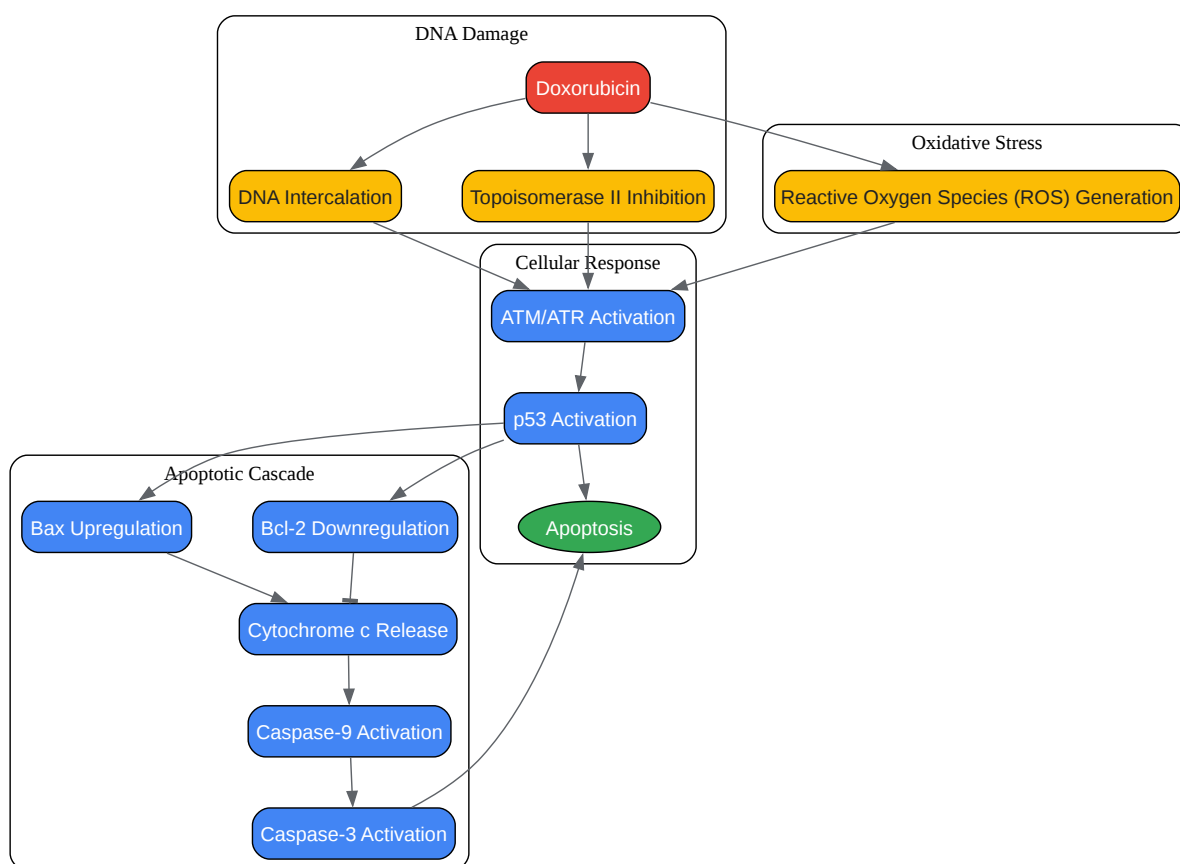 DNA Damage
Doxorubicin
Oxidative Stress
DNA Intercalation
Topoisomerase II Inhibition
Reactive Oxygen Species (ROS) Generation
Cellular Response
ATM/ATR Activation
p53 Activation
Apoptotic Cascade
Bax Upregulation
Bcl-2 Downregulation
Apoptosis
Cytochrome c Release
Caspase-9 Activation
Caspase-3 Activation